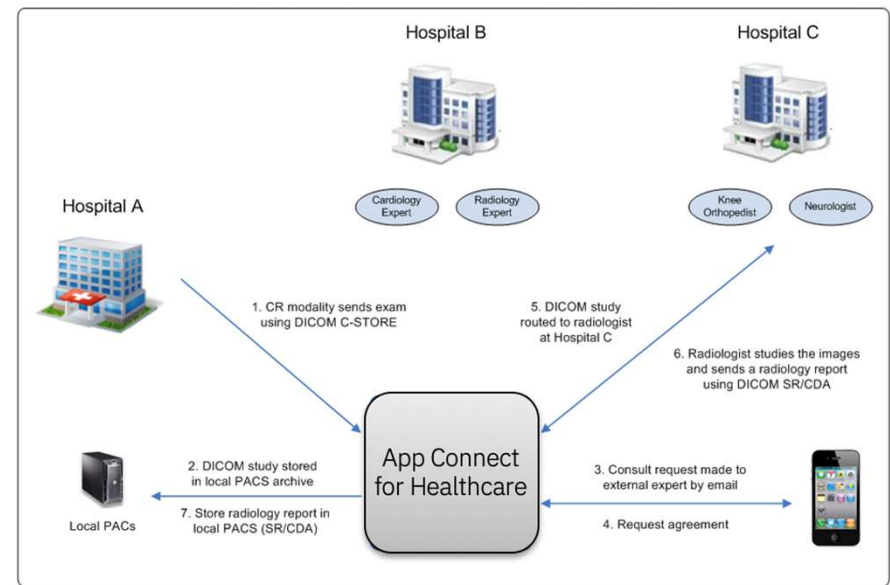 Hospital B
Hospital C
Cardiology
Expert
Radiology
Expert
Knee
Orthopedist
Neurologist
Hospital A
1. CR modality sends exam
using DICOM C-STORE
5. DICOM study
routed to radiologist
at Hospital C
6. Radiologist studies the images
and sends a radiology report
using DICOM SR/CDA
App Connect
for Healthcare
2. DICOM study stored
in local PACS archive
7. Store radiology report in
local PACS (SR/CDA)
Local PACs
3. Consult request made to
external expert by email
4. Request agreement